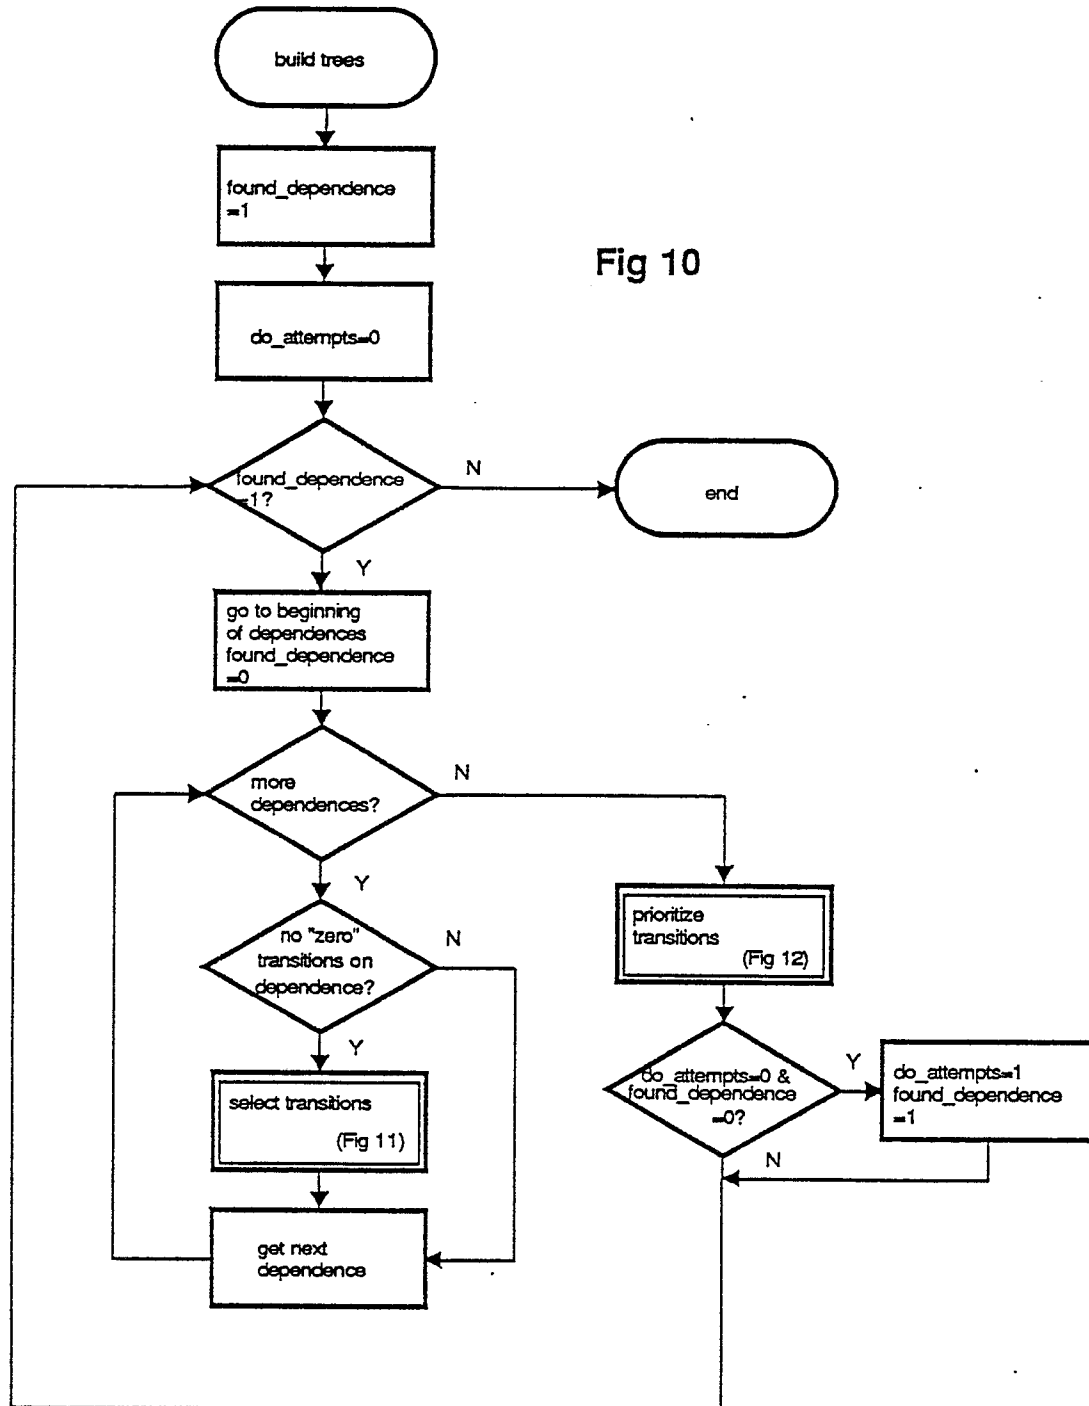 build trees
found_dependence
=1
Fig 10
do_attempts=0
found_dependence
=1?
N
end
Y
go to beginning
of dependences
found_dependence
=0
more
dependences?
N
Y
no "zero"
transitions on
dependence?
N
prioritize
transitions
(Fig 12)
Y
select transitions
(Fig 11)
do_attempts=0 &
found_dependence
=0?
Y
do_attempts=1
found_dependence
=1
N
get next
dependence